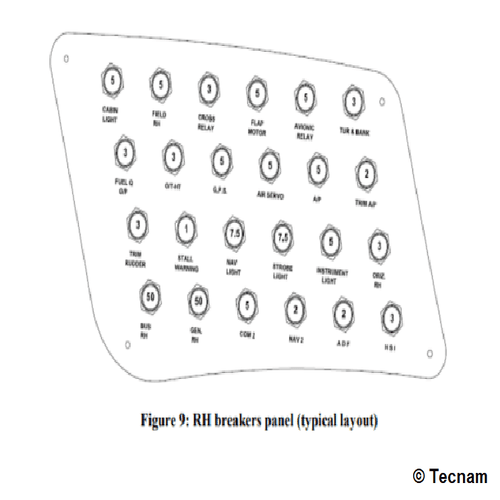 5 5 3 5 5 3
CABIN LIGHT
FIELD RH
CROSS RELAY
FLAP MOTOR
AVIONIC RELAY
TUR & BANK
3 3 5 5 5 2
FUEL Q O/P
O/T-HT
G.P.S.
AIR SERVO
A/P
TRIM A/P
3 1 7.5 7.5 5 3
TRIM RUDDER
STALL WARNING
NAV LIGHT
STROBE LIGHT
INSTRUMENT LIGHT
ORIZ. RH
50 50 5 2 2 3
BUS RH
GEN. RH
COM 2
NAV 2
A D F
H S I
Figure 9: RH breakers panel (typical layout)
© Tecnam